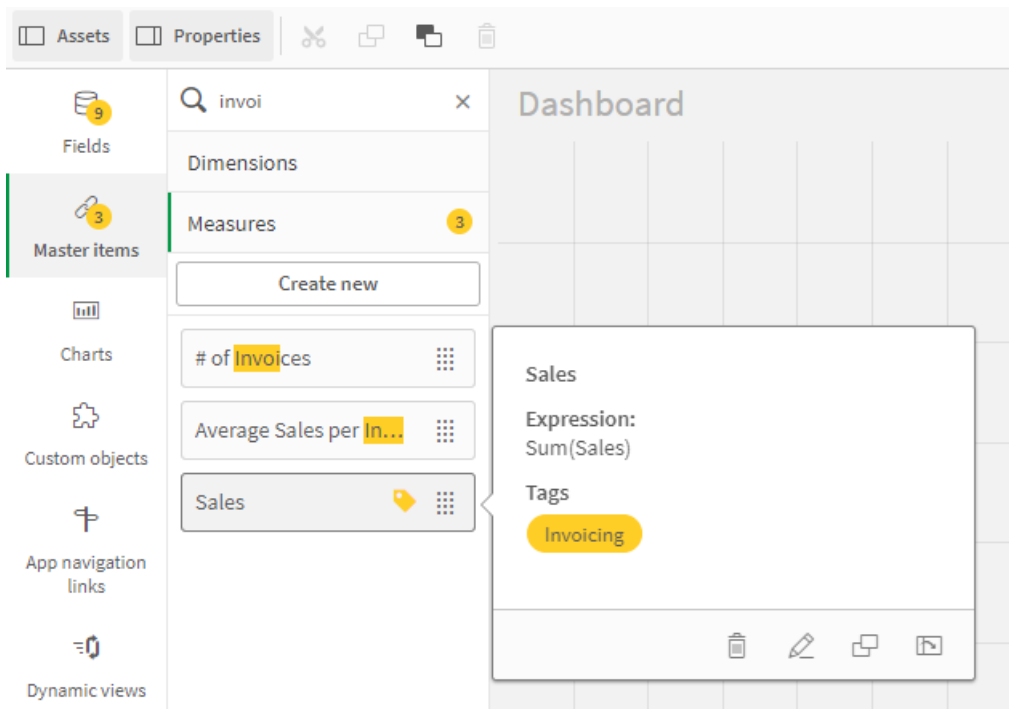 Assets
Properties
9
Fields
3
Master items
Charts
Custom objects
App navigation
links
Dynamic views
invoi
Dimensions
Measures
3
Create new
# of Invoices
Average Sales per In...
Sales
Dashboard
Sales
Expression:
Sum(Sales)
Tags
Invoicing